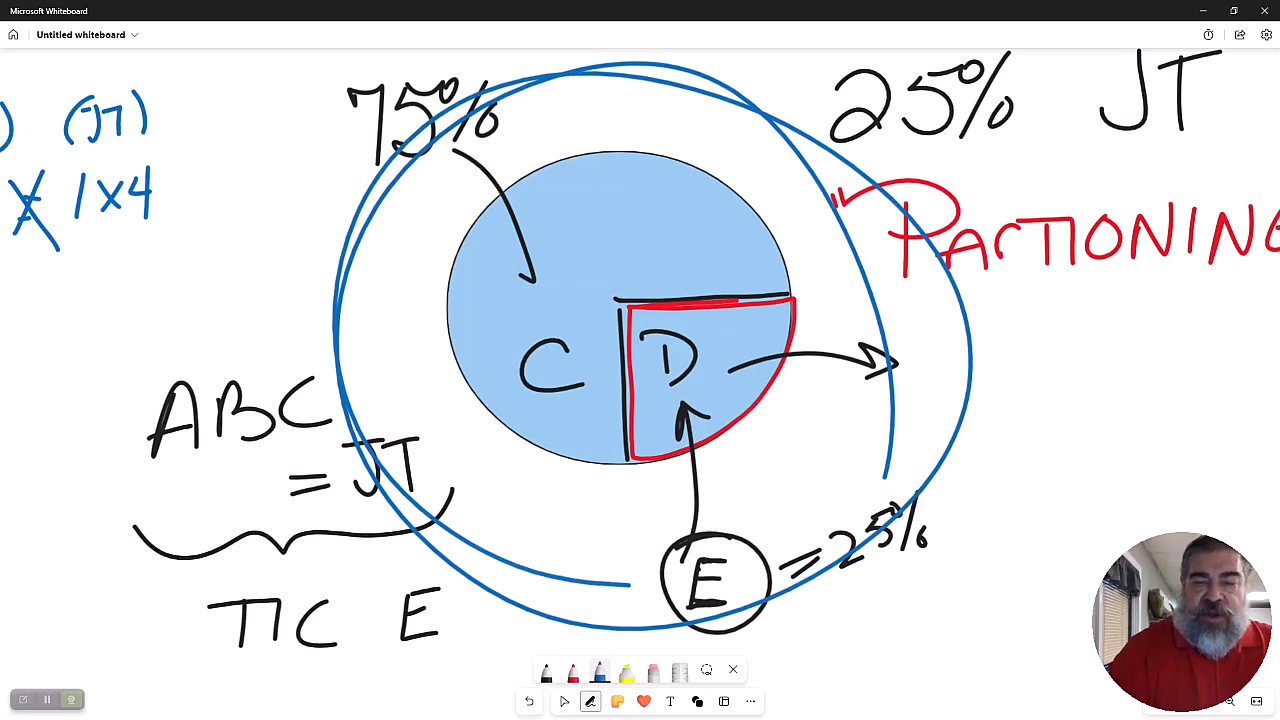 Microsoft Whiteboard
Untitled whiteboard
75%
25% JT
(JT)
1x4
PARTIONING
C
D
ABC
= JT
TIC E
E = 25%
T